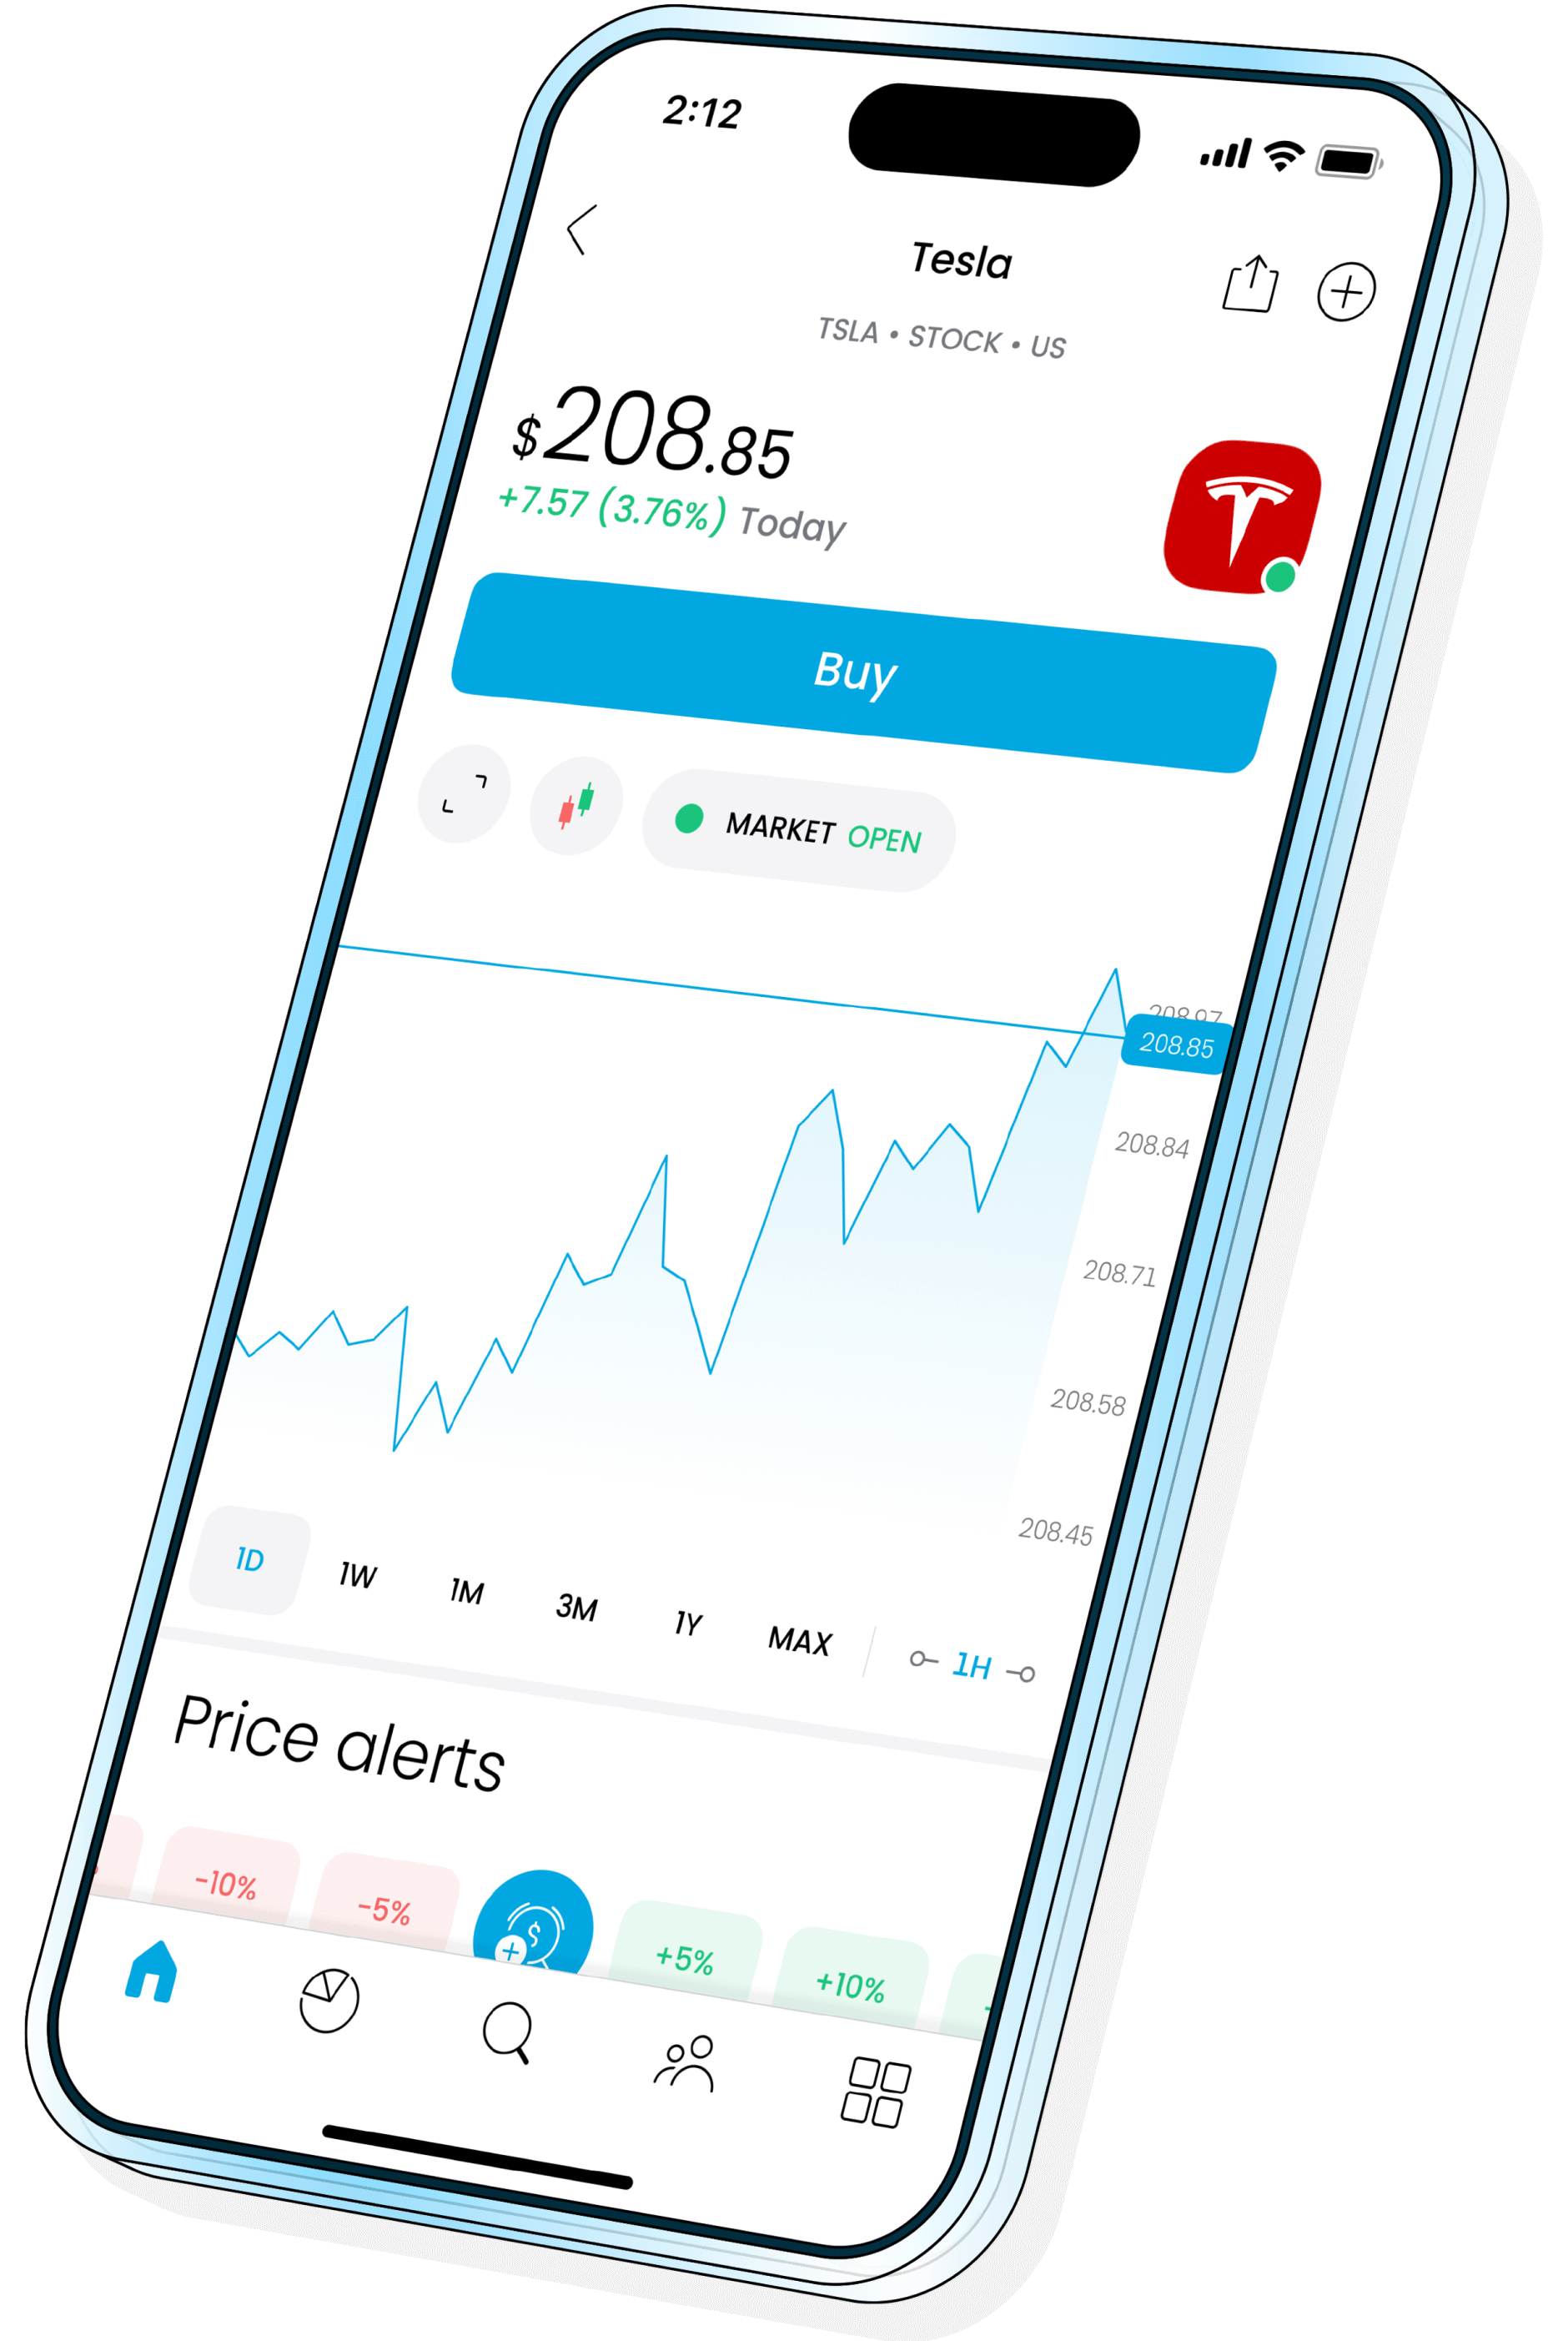 2:12
Tesla
TSLA • STOCK • US
$208.85
+7.57 (3.76%) Today
Buy
MARKET OPEN
208.97
208.85
208.84
208.71
208.58
208.45
1D 1W 1M 3M 1Y MAX 1H
Price alerts
-10% -5% $ +5% +10%